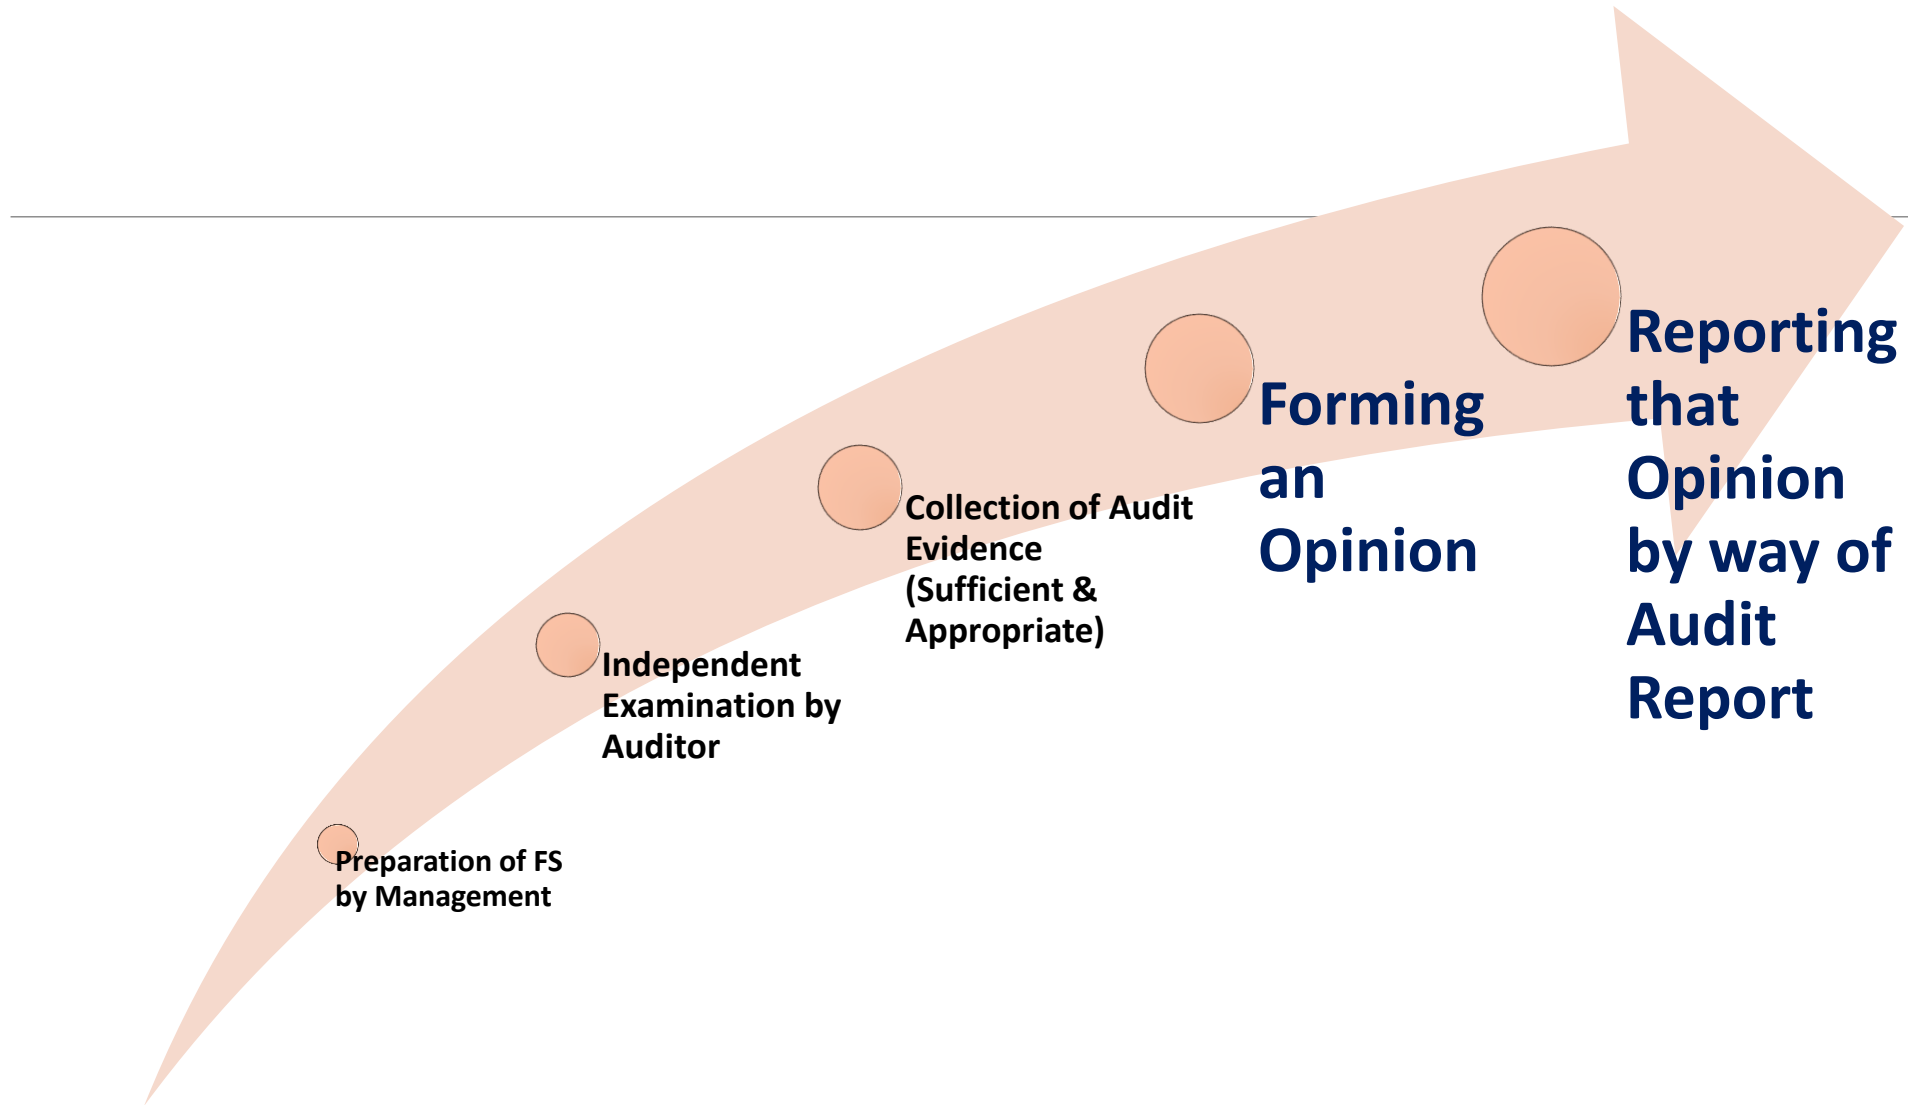 Preparation of FS
by Management
Independent
Examination by
Auditor
Collection of Audit
Evidence
(Sufficient &
Appropriate)
Forming
an
Opinion
Reporting
that
Opinion
by way of
Audit
Report